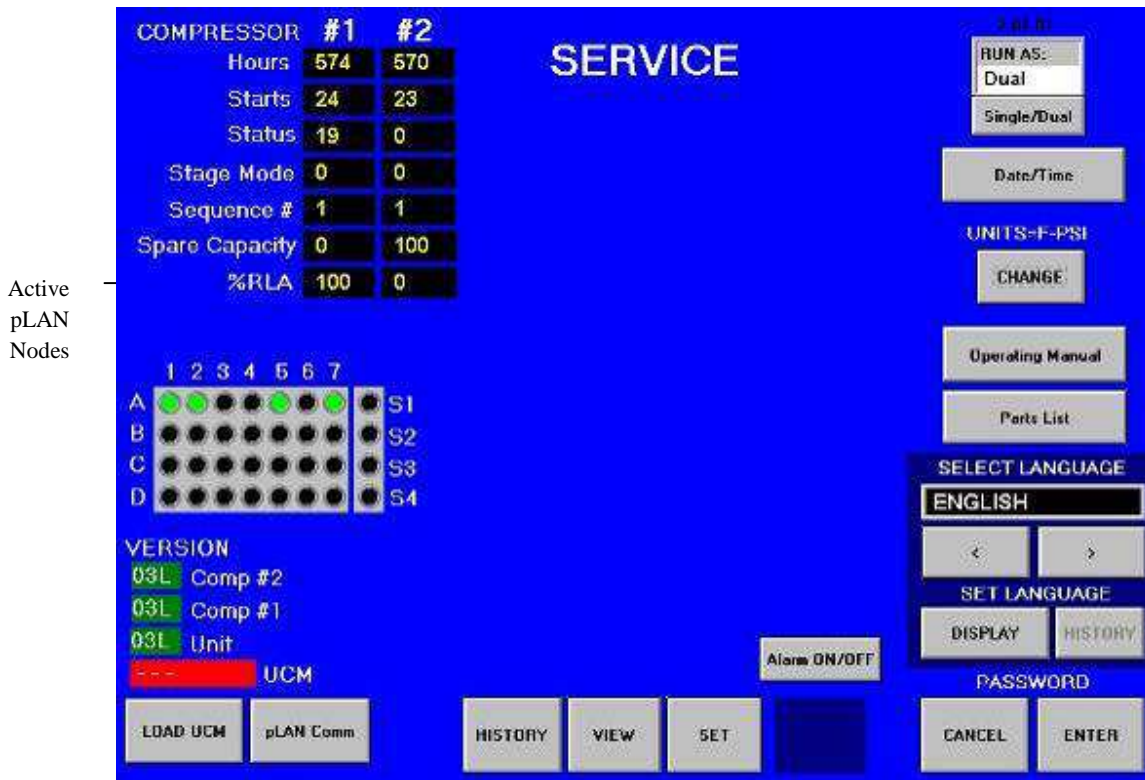 COMPRESSOR #1 #2
Hours 574 570
Starts 24 23
Status 19 0
Stage Mode 0 0
Sequence # 1 1
Spare Capacity 0 100
%RLA 100 0
SERVICE
RUN AS:
Dual
Single/Dual
Date/Time
UNITS=F-PSI
CHANGE
Operating Manual
Parts List
Active
pLAN
Nodes
1 2 3 4 5 6 7
A S1
B S2
C S3
D S4
SELECT LANGUAGE
ENGLISH
< >
SET LANGUAGE
DISPLAY HISTORY
VERSION
03L Comp #2
03L Comp #1
03L Unit
--- UCM
Alarm ON/OFF
PASSWORD
LOAD UCM pLAN Comm HISTORY VIEW SET CANCEL ENTER